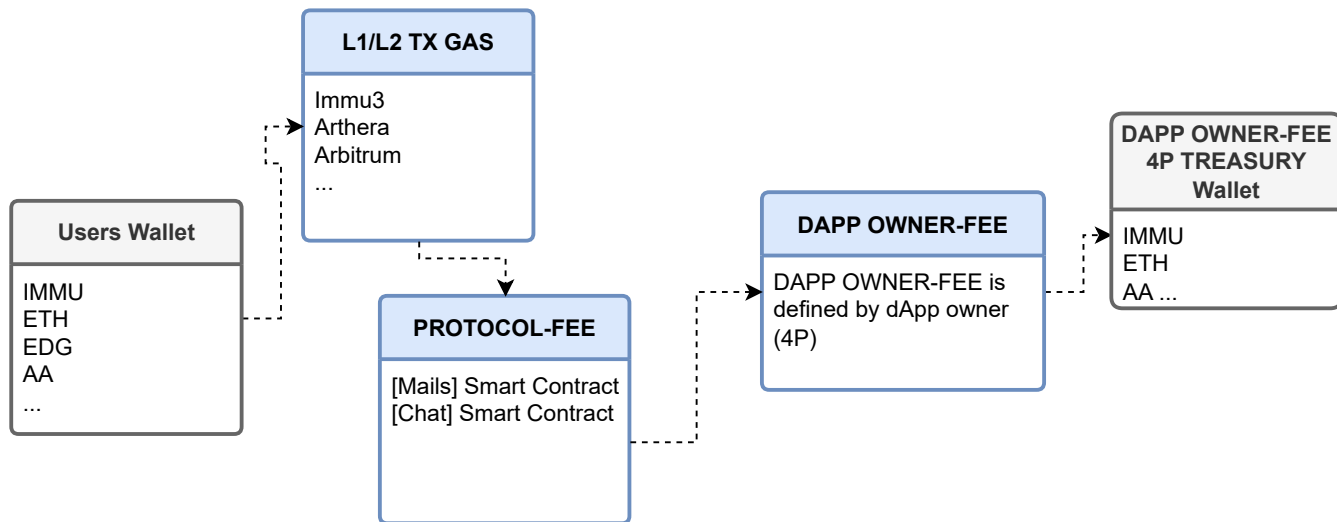 Users Wallet
IMMU
ETH
EDG
AA
...
L1/L2 TX GAS
Immu3
Arthera
Arbitrum
...
PROTOCOL-FEE
[Mails] Smart Contract
[Chat] Smart Contract
DAPP OWNER-FEE
DAPP OWNER-FEE is
defined by dApp owner
(4P)
DAPP OWNER-FEE
4P TREASURY
Wallet
IMMU
ETH
AA ...